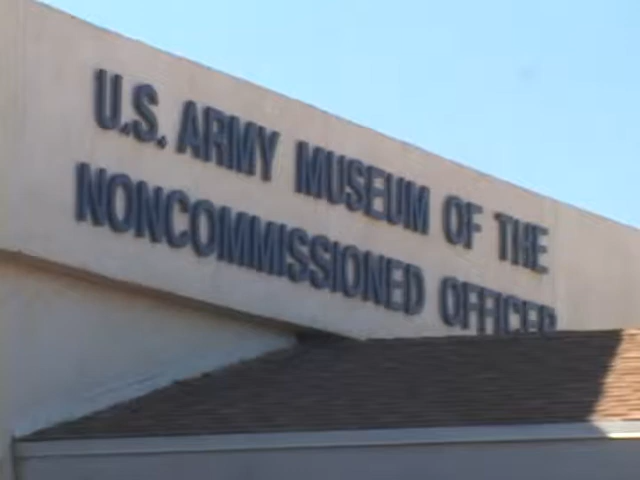 U.S. ARMY MUSEUM OF THE
NONCOMMISSIONED OFFICER